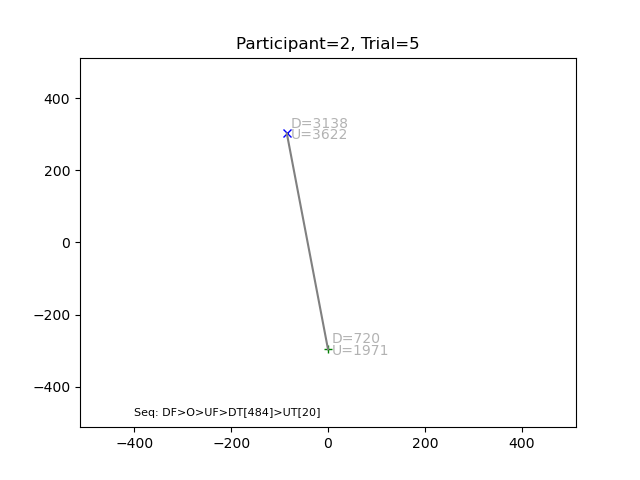 Participant=2, Trial=5
400
200
0
−200
−400
D=3138
U=3622
D=720
U=1971
Seq: DF>O>UF>DT[484]>UT[20]
−400
−200
0
200
400